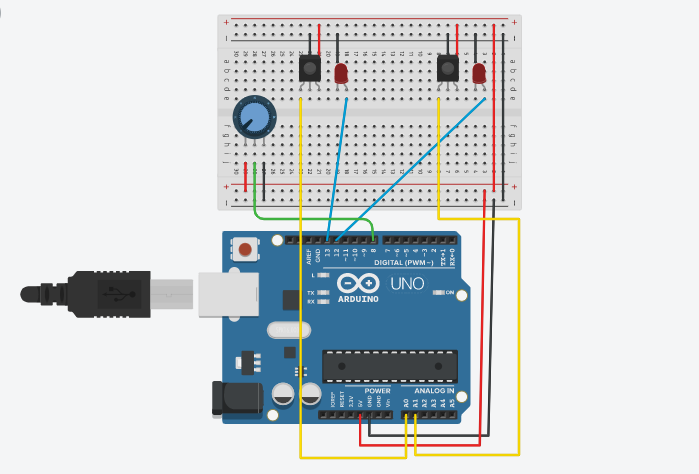 + +
- -
a a
b b
c c
d d
e e
f f
g g
h h
i i
j j
+ +
- -
AREF
GND
13
12
~11
~10
~9
8
7
~6
~5
4
~3
2
TX→1
RX←0
DIGITAL (PWM ~)
L
TX
RX
UNO
ARDUINO
ON
POWER
ANALOG IN
IOREF
RESET
3.3V
5V
GND
GND
Vin
A0
A1
A2
A3
A4
A5